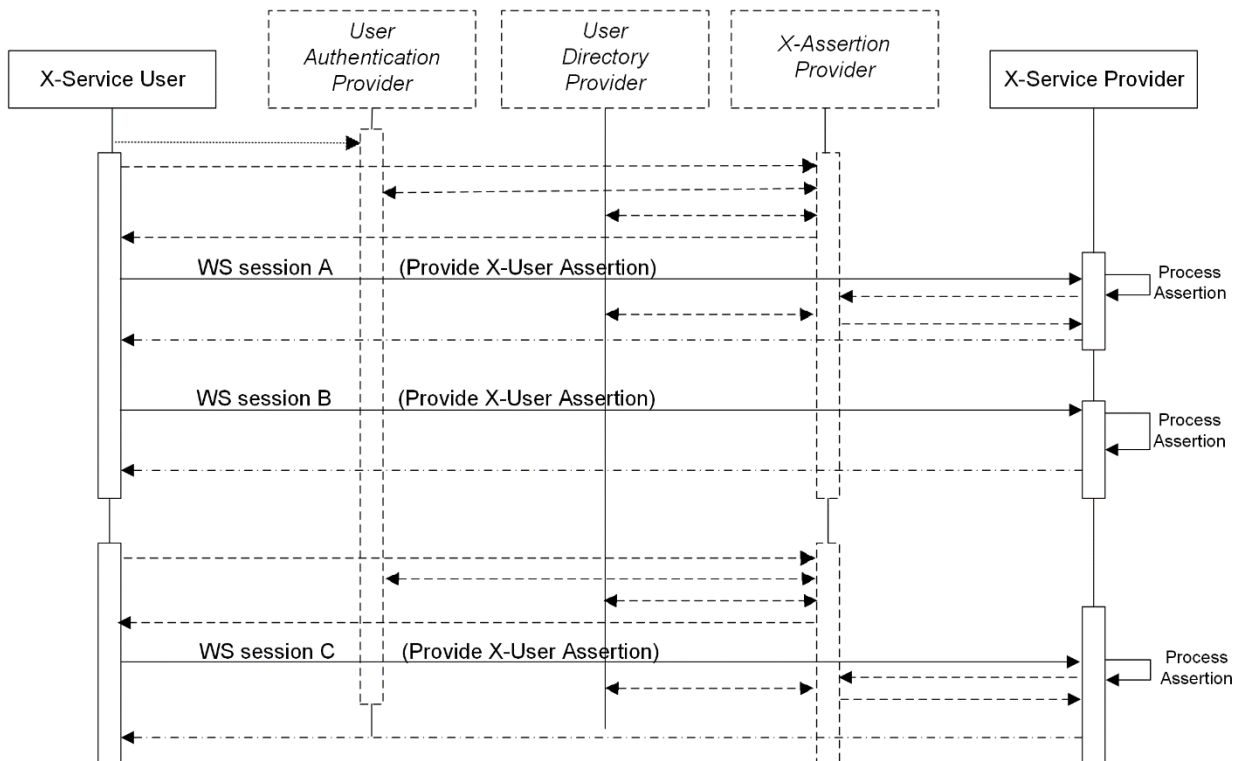 X-Service User
User
Authentication
Provider
User
Directory
Provider
X-Assertion
Provider
X-Service Provider
WS session A (Provide X-User Assertion)
Process
Assertion
WS session B (Provide X-User Assertion)
Process
Assertion
WS session C (Provide X-User Assertion)
Process
Assertion